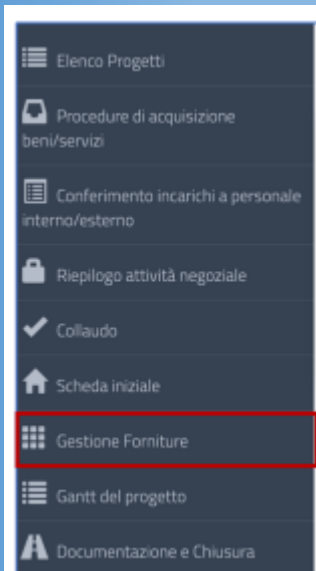 Elenco Progetti
Procedure di acquisizione
beni/servizi
Conferimento incarichi a personale
interno/esterno
Riepilogo attività negoziale
Collaudo
Scheda iniziale
Gestione Forniture
Gantt del progetto
Documentazione e Chiusura